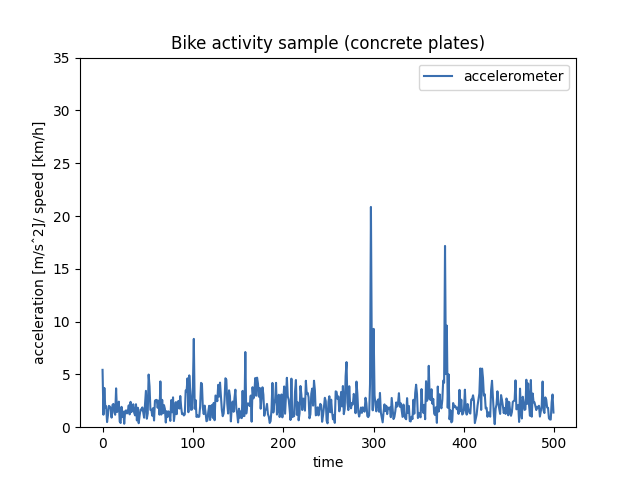 Bike activity sample (concrete plates)
accelerometer
acceleration [m/sˆ2]/ speed [km/h]
35
30
25
20
15
10
5
0
0 100 200 300 400 500
time